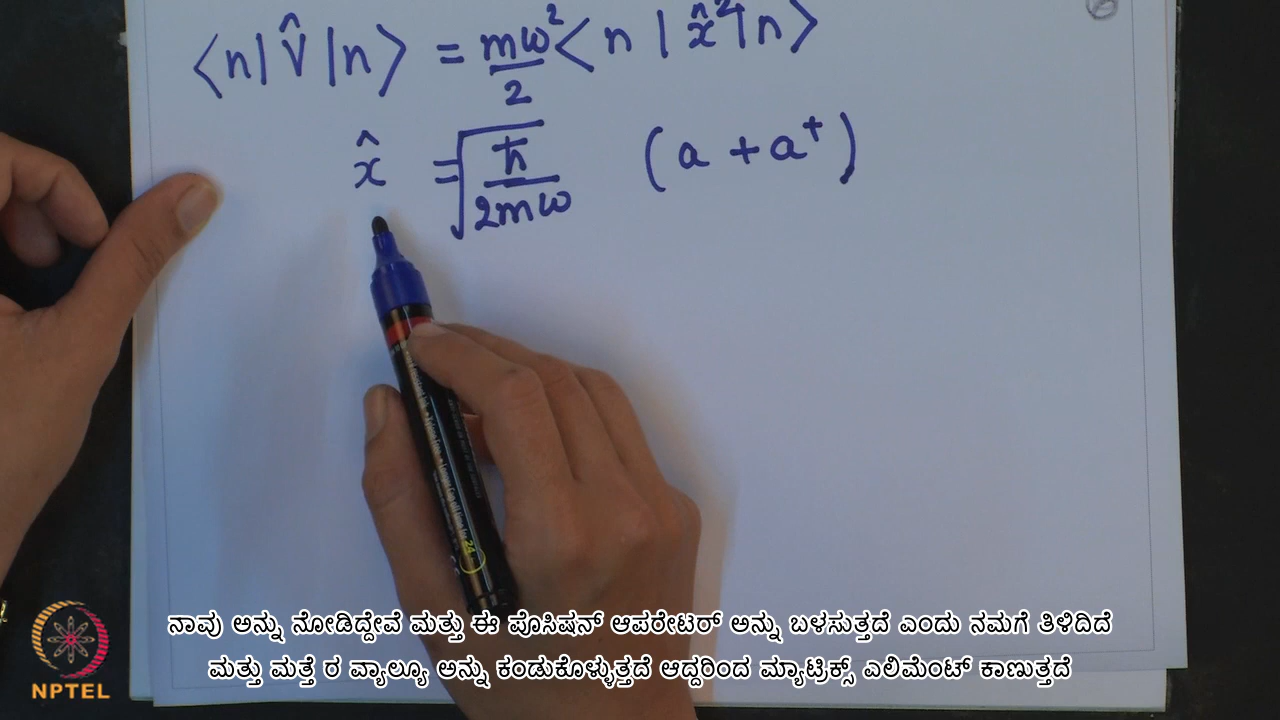 ⟨n| V̂ |n⟩ = mω²/2 ⟨n| x̂² |n⟩
x̂ = √(ħ/2mω) (a + a†)
24
ನಾವು ಅನ್ನು ನೋಡಿದ್ದೇವೆ ಮತ್ತು ಈ ಪೊಸಿಷನ್ ಆಪರೇಟರ್ ಅನ್ನು ಬಳಸುತ್ತದೆ ಎಂದು ನಮಗೆ ತಿಳಿದಿದೆ
ಮತ್ತು ಮತ್ತೆ ರ ವ್ಯಾಲ್ಯೂ ಅನ್ನು ಕಂಡುಕೊಳ್ಳುತ್ತದೆ ಆದ್ದರಿಂದ ಮ್ಯಾಟ್ರಿಕ್ಸ್ ಎಲಿಮೆಂಟ್ ಕಾಣುತ್ತದೆ
NPTEL